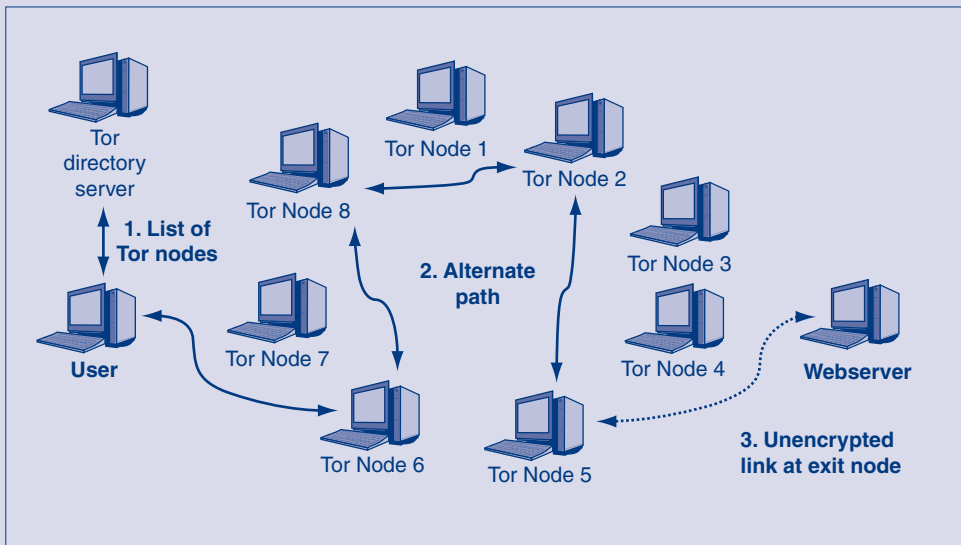 Tor
directory
server
1. List of
Tor nodes
User
Tor Node 8
Tor Node 1
Tor Node 2
Tor Node 3
2. Alternate
path
Tor Node 7
Tor Node 4
Webserver
Tor Node 6
Tor Node 5
3. Unencrypted
link at exit node